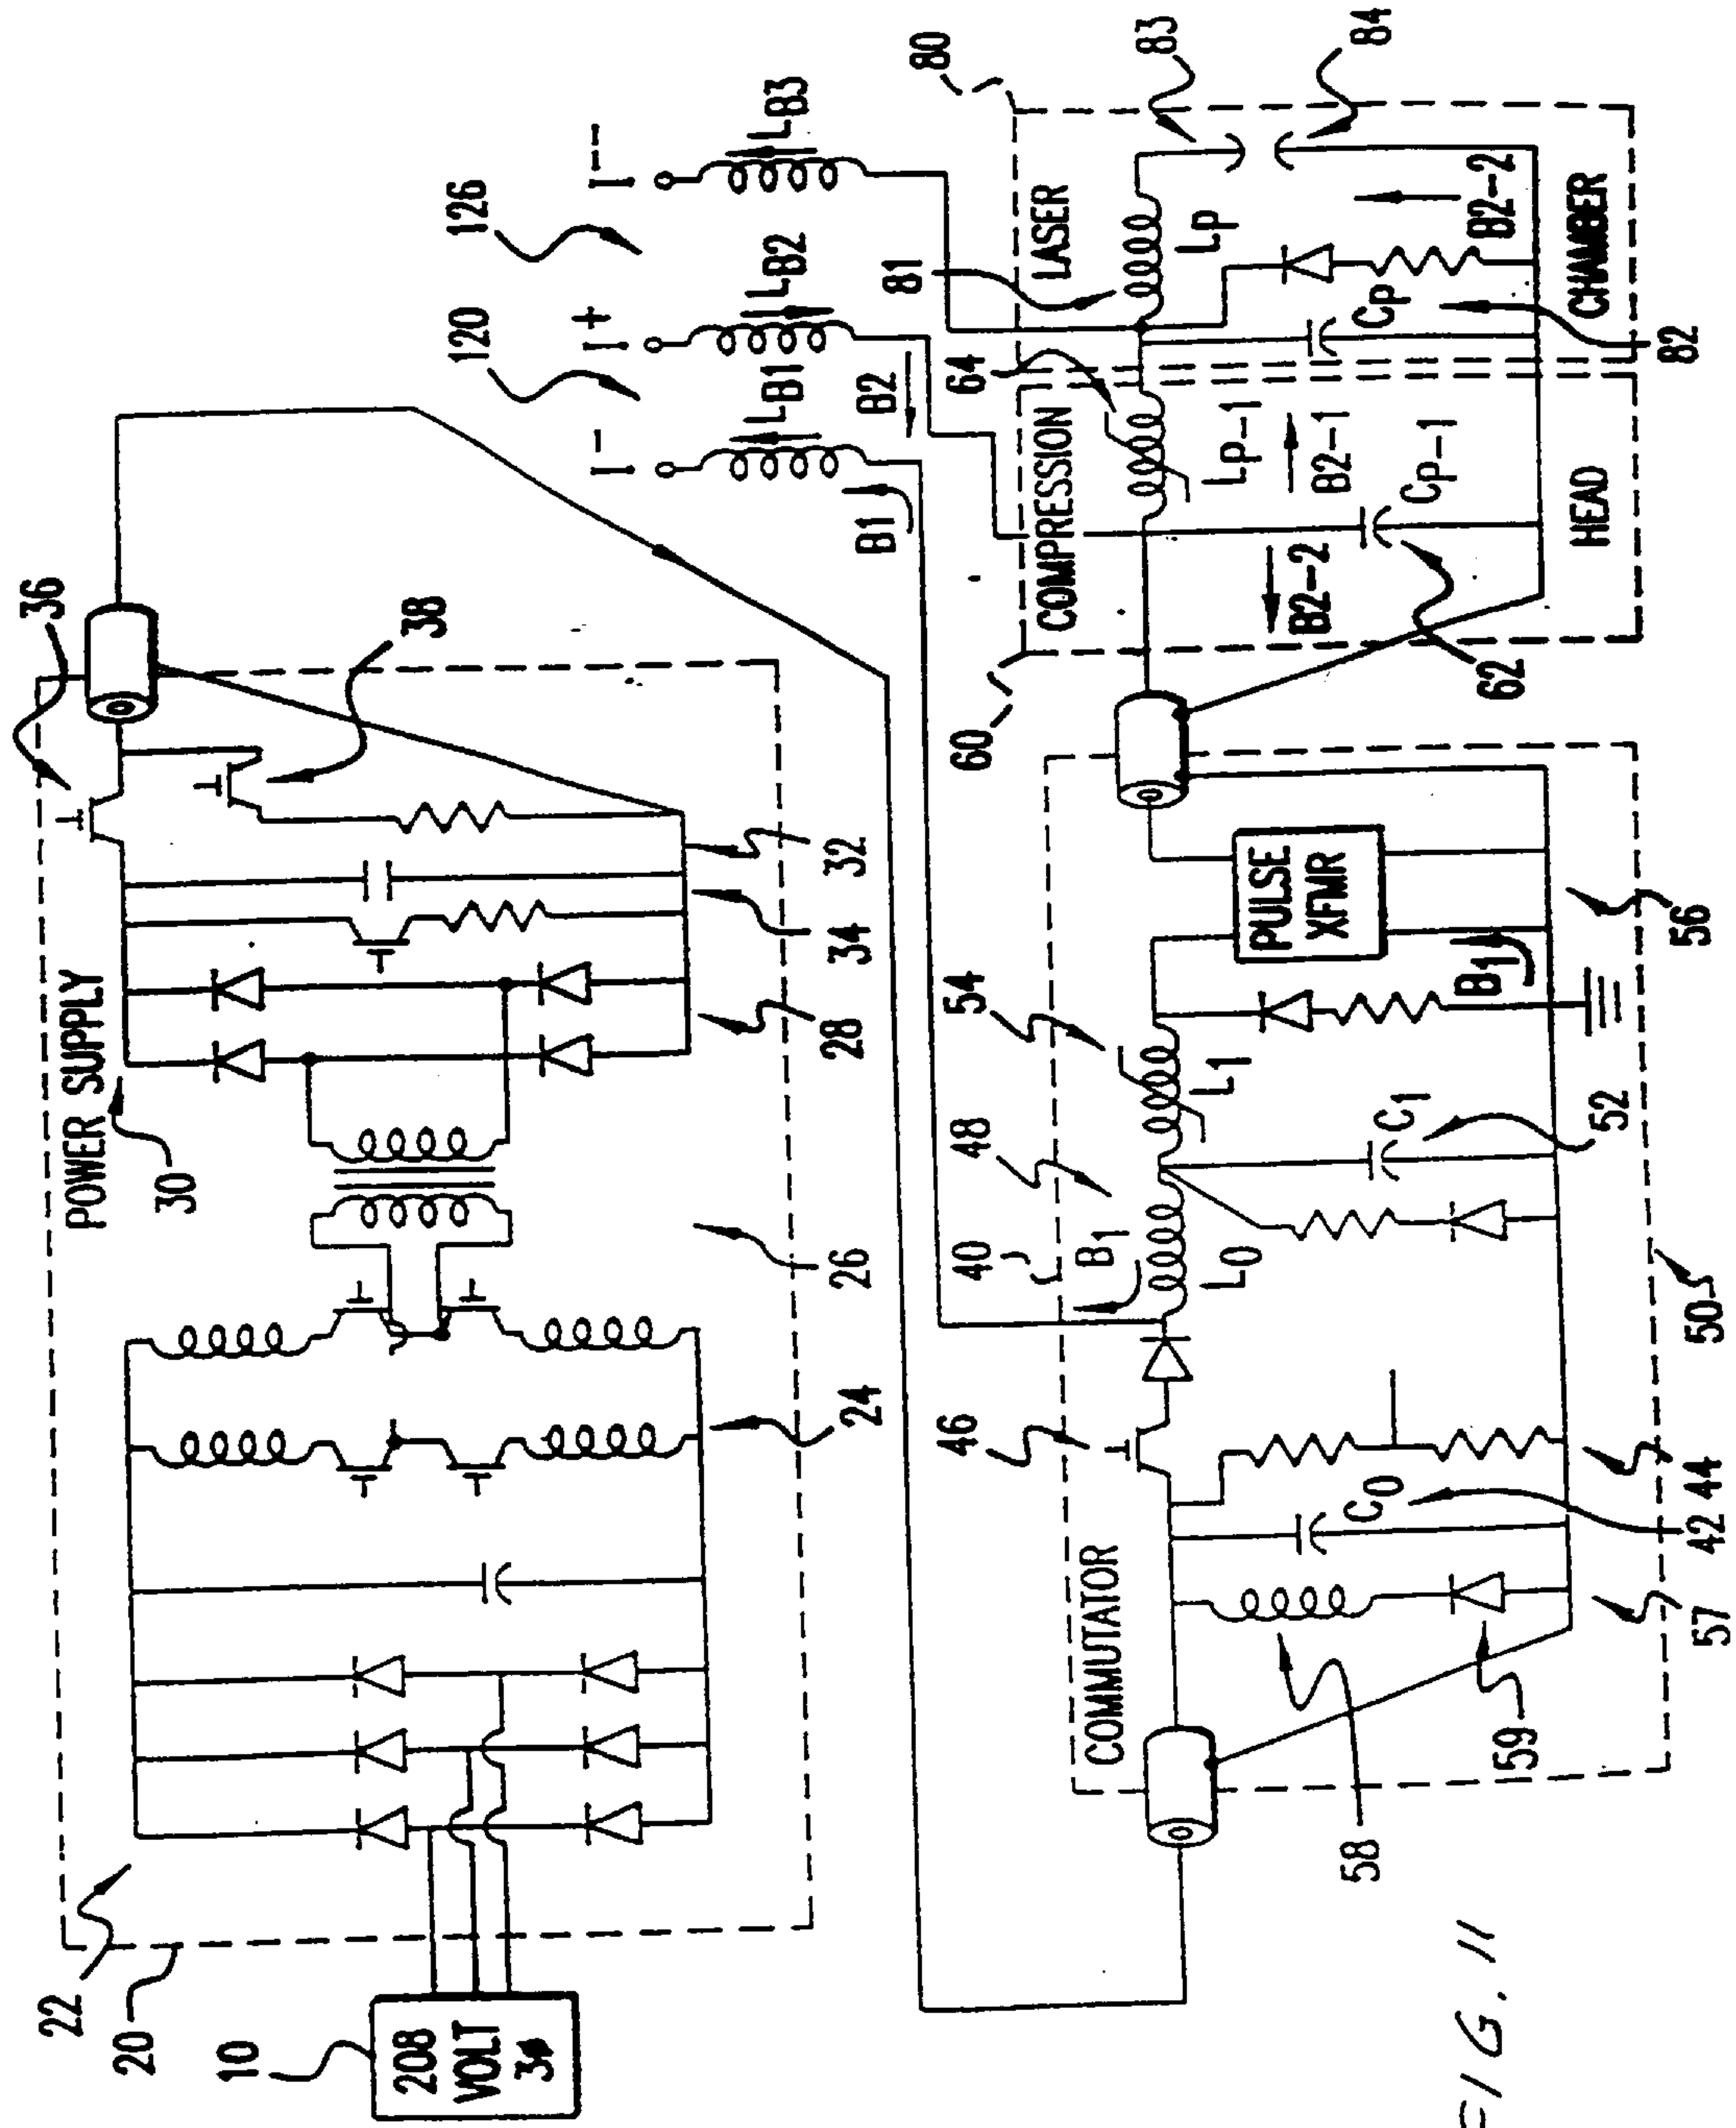 22
20
10
208
VOLT
3ϕ
POWER SUPPLY
30
24
26
28
34
32
36
38
120
126
I-
I+
I--
LB1
LB2
LB3
B1
B2
COMMUTATOR
46
40
B1
48
54
L0
L1
C0
C1
PULSE
XFMR
B1
58
59
57
42
44
50
52
56
60
COMPRESSION
64
LP-1
B2-1
B2-2
CP-1
62
HEAD
80
81
LASER
LP
CP
82
83
84
B2-2
CHAMBER
FIG. 11